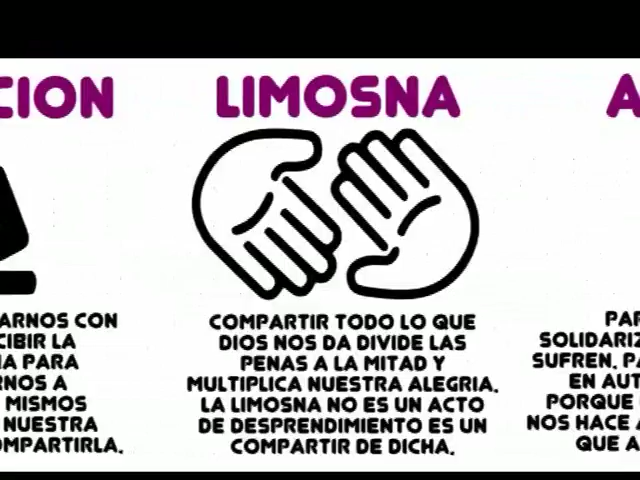 CION
ARNOS CON
CIBIR LA
A PARA
RNOS A
MISMOS
NUESTRA
OMPARTIRLA.
LIMOSNA
COMPARTIR TODO LO QUE
DIOS NOS DA DIVIDE LAS
PENAS A LA MITAD Y
MULTIPLICA NUESTRA ALEGRIA.
LA LIMOSNA NO ES UN ACTO
DE DESPRENDIMIENTO ES UN
COMPARTIR DE DICHA.
A
PAR
SOLIDARIZ
SUFREN. PA
EN AUT
PORQUE
NOS HACE A
QUE A